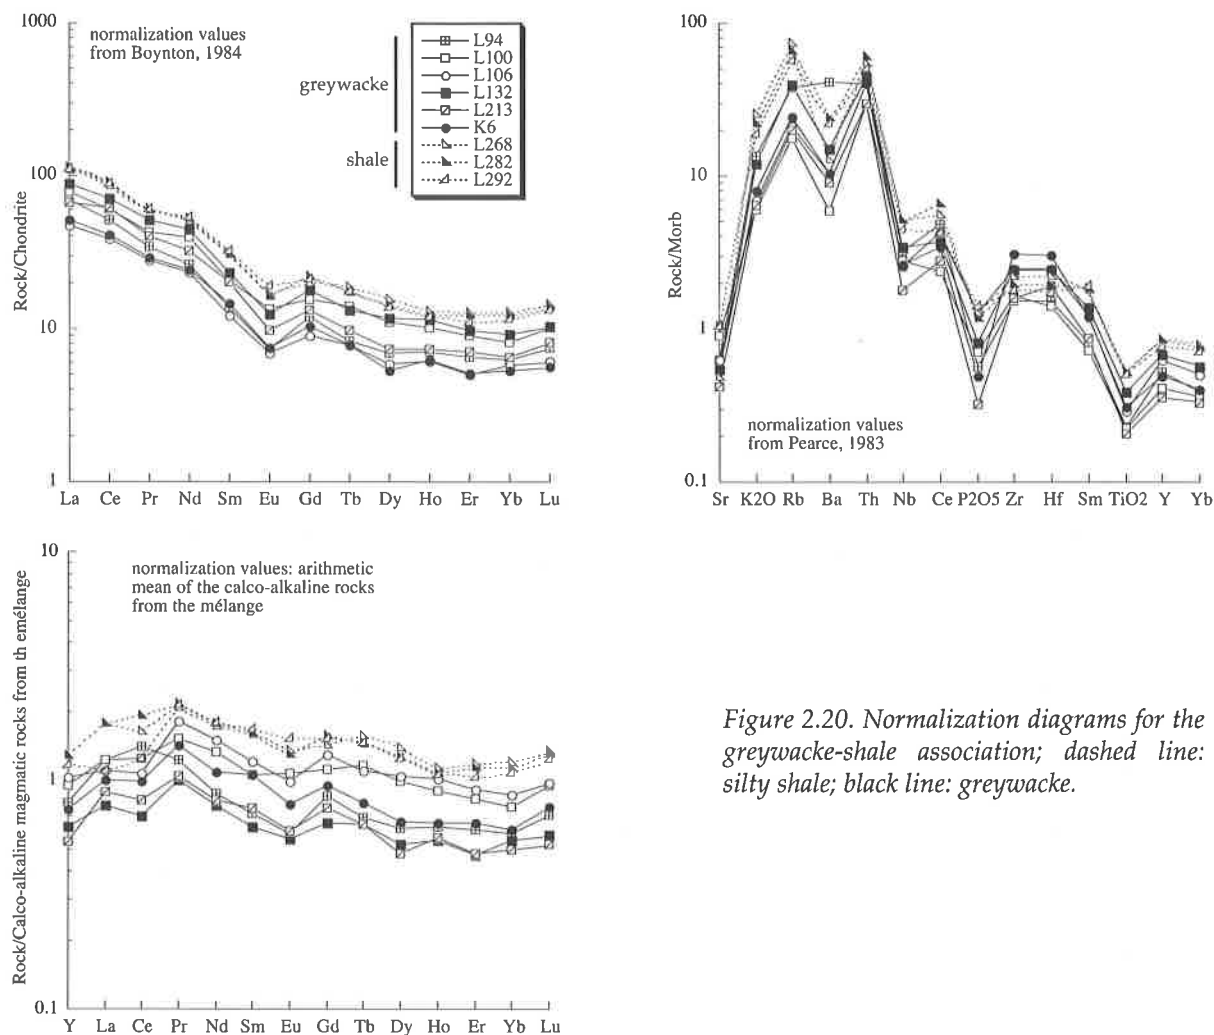 1000
100
10
1
Rock/Chondrite
normalization values
from Boynton, 1984
greywacke
shale
L94
L100
L106
L132
L213
K6
L268
L282
L292
La Ce Pr Nd Sm Eu Gd Tb Dy Ho Er Yb Lu
100
10
1
0.1
Rock/Morb
normalization values
from Pearce, 1983
Sr K2O Rb Ba Th Nb Ce P2O5 Zr Hf Sm TiO2 Y Yb
10
1
0.1
Rock/Calco-alkaline magmatic rocks from th emélange
normalization values: arithmetic
mean of the calco-alkaline rocks
from the mélange
Y La Ce Pr Nd Sm Eu Gd Tb Dy Ho Er Yb Lu
Figure 2.20. Normalization diagrams for the
greywacke-shale association; dashed line:
silty shale; black line: greywacke.